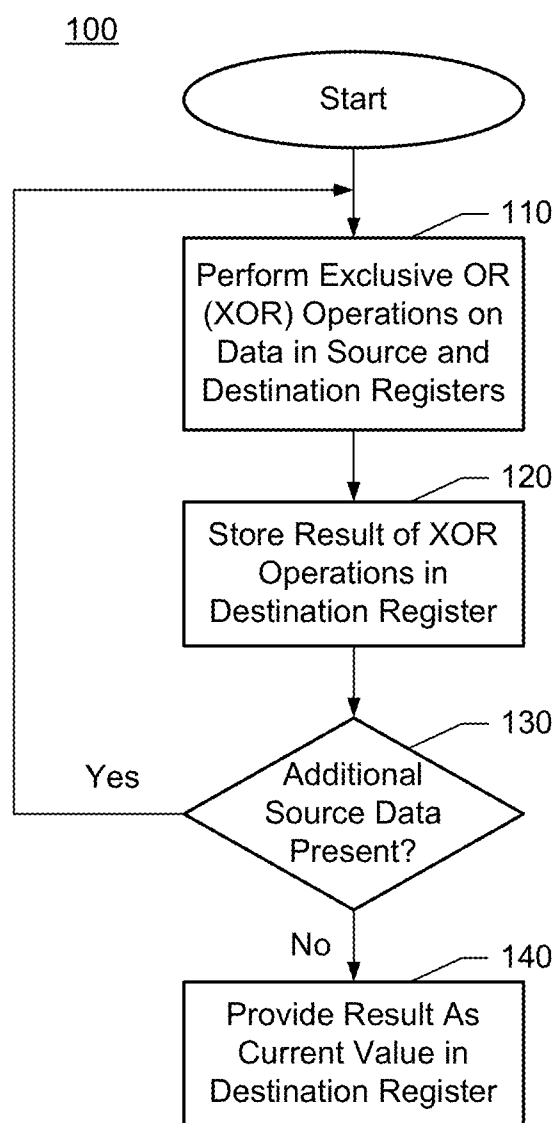 100
Start
110
Perform Exclusive OR
(XOR) Operations on
Data in Source and
Destination Registers
120
Store Result of XOR
Operations in
Destination Register
130
Additional
Source Data
Present?
Yes
No
140
Provide Result As
Current Value in
Destination Register